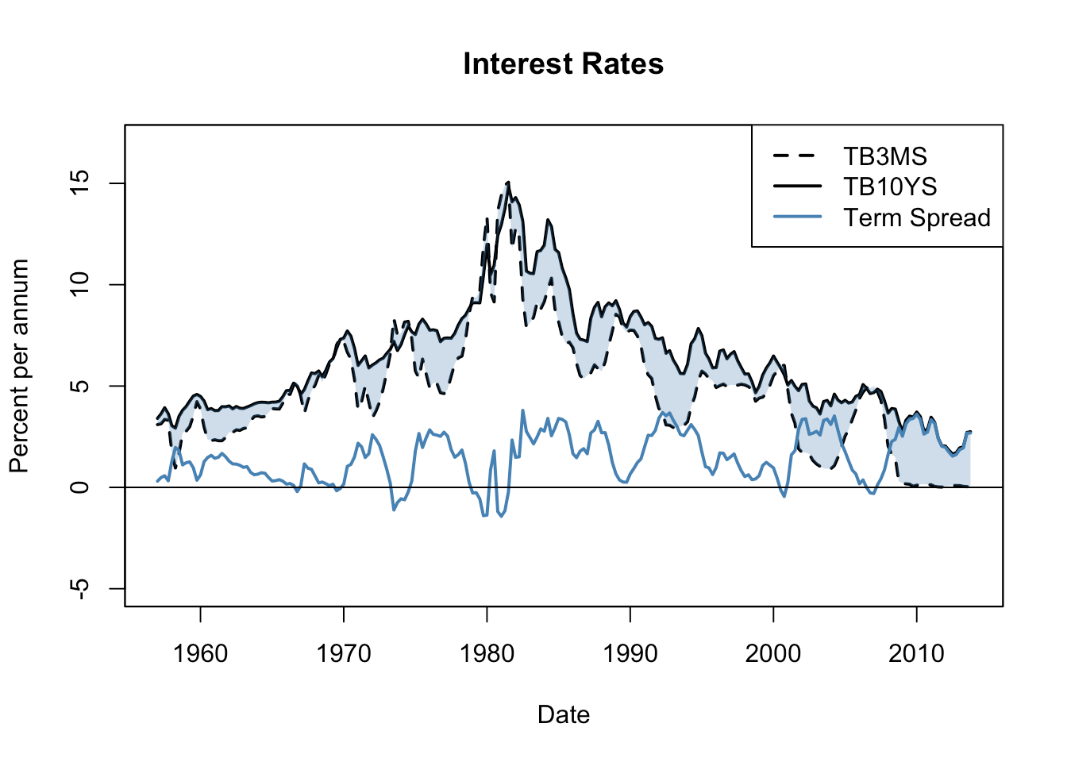 Interest Rates
TB3MS
TB10YS
Term Spread
Percent per annum
15
10
5
0
-5
1960 1970 1980 1990 2000 2010
Date